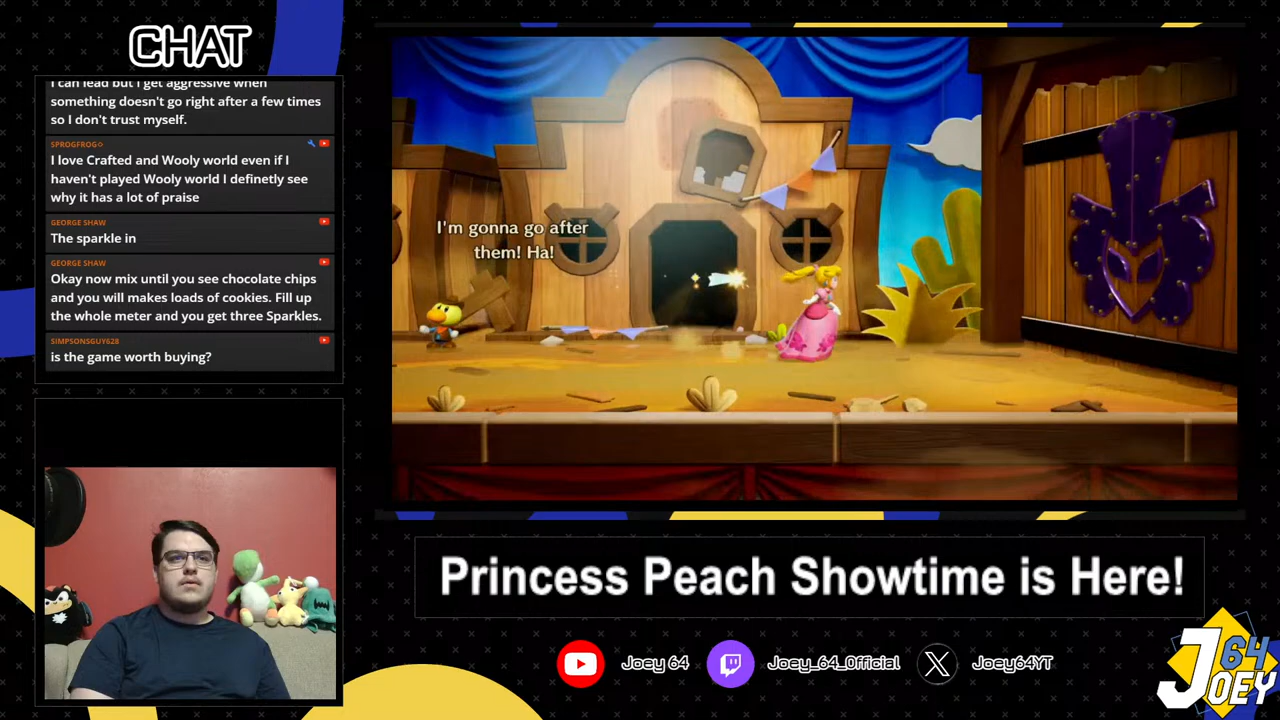 CHAT
I can lead but I get aggressive when
something doesn't go right after a few times
so I don't trust myself.
SPROGFROG
I love Crafted and Wooly world even if I
haven't played Wooly world I definetly see
why it has a lot of praise
GEORGE SHAW
The sparkle in
GEORGE SHAW
Okay now mix until you see chocolate chips
and you will makes loads of cookies. Fill up
the whole meter and you get three Sparkles.
SIMPSONSGUY628
is the game worth buying?
I'm gonna go after
them! Ha!
Princess Peach Showtime is Here!
Joey 64
Joey_64_Official
Joey64YT
64
JOEY